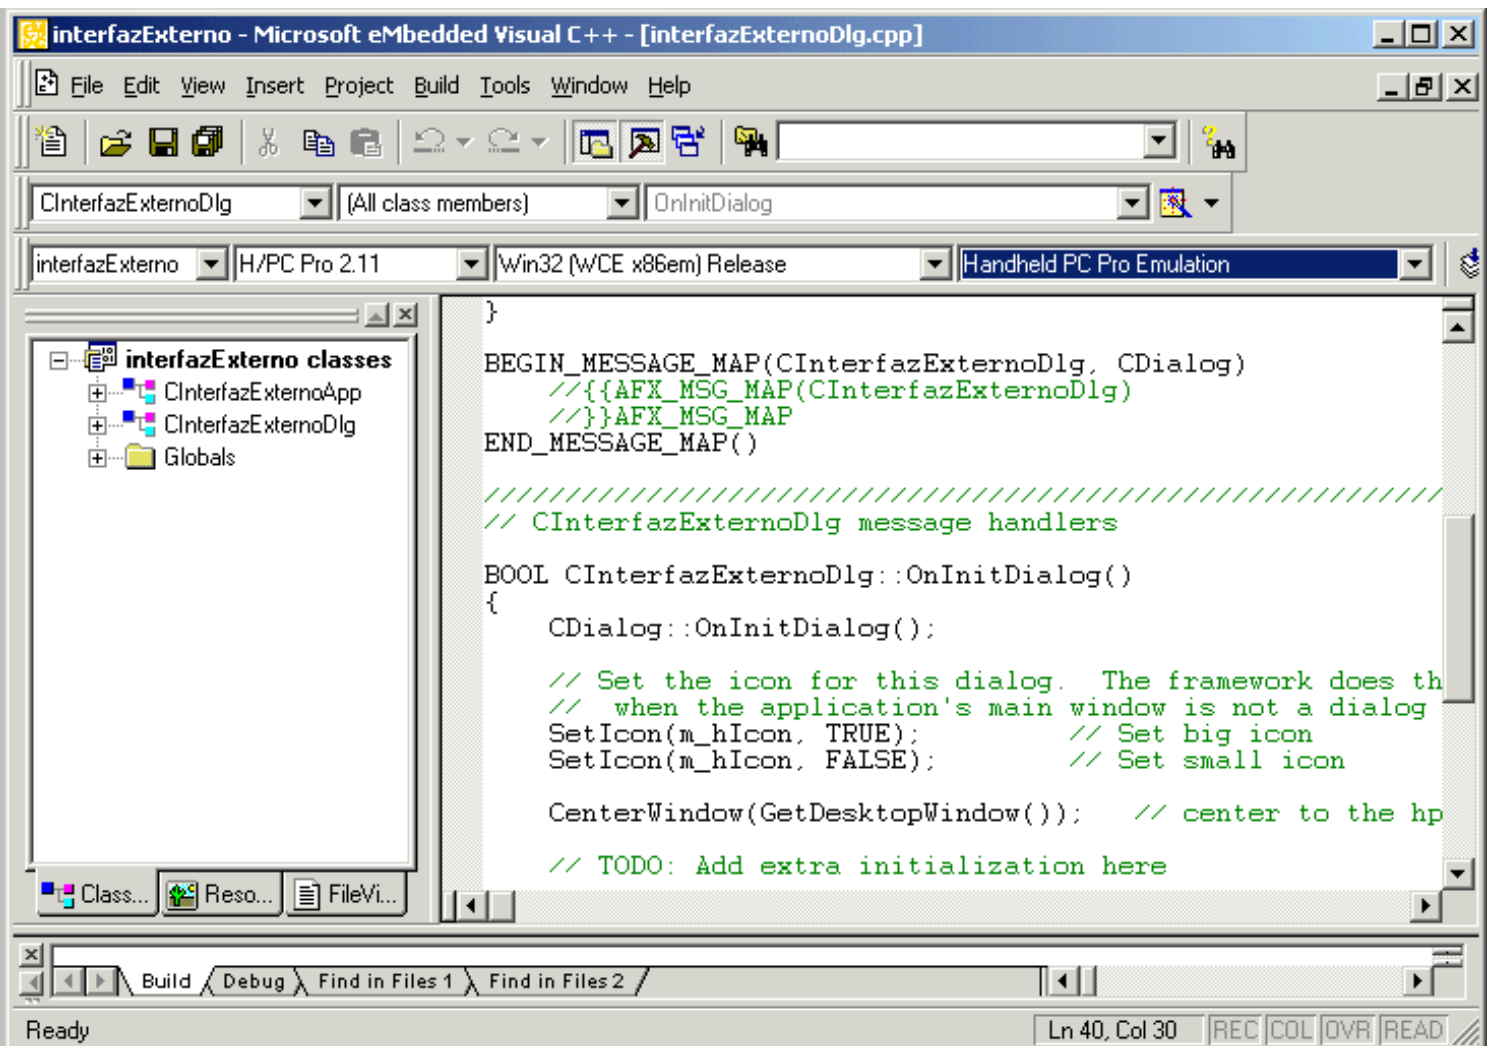 interfazExterno - Microsoft eMbedded Visual C++ - [interfazExternoDlg.cpp]
File Edit View Insert Project Build Tools Window Help
CInterfazExternoDlg (All class members) OnInitDialog
interfazExterno H/PC Pro 2.11 Win32 (WCE x86em) Release Handheld PC Pro Emulation
interfazExterno classes
CInterfazExternoApp
CInterfazExternoDlg
Globals
Class... Reso... FileVi...
}
BEGIN_MESSAGE_MAP(CInterfazExternoDlg, CDialog)
//{{AFX_MSG_MAP(CInterfazExternoDlg)
//}}AFX_MSG_MAP
END_MESSAGE_MAP()
///////////////////////////////////////////////////////////
// CInterfazExternoDlg message handlers
BOOL CInterfazExternoDlg::OnInitDialog()
{
CDialog::OnInitDialog();
// Set the icon for this dialog.  The framework does th
//  when the application's main window is not a dialog
SetIcon(m_hIcon, TRUE); // Set big icon
SetIcon(m_hIcon, FALSE); // Set small icon
CenterWindow(GetDesktopWindow()); // center to the hp
// TODO: Add extra initialization here
Build Debug Find in Files 1 Find in Files 2
Ready Ln 40, Col 30 REC COL OVR READ